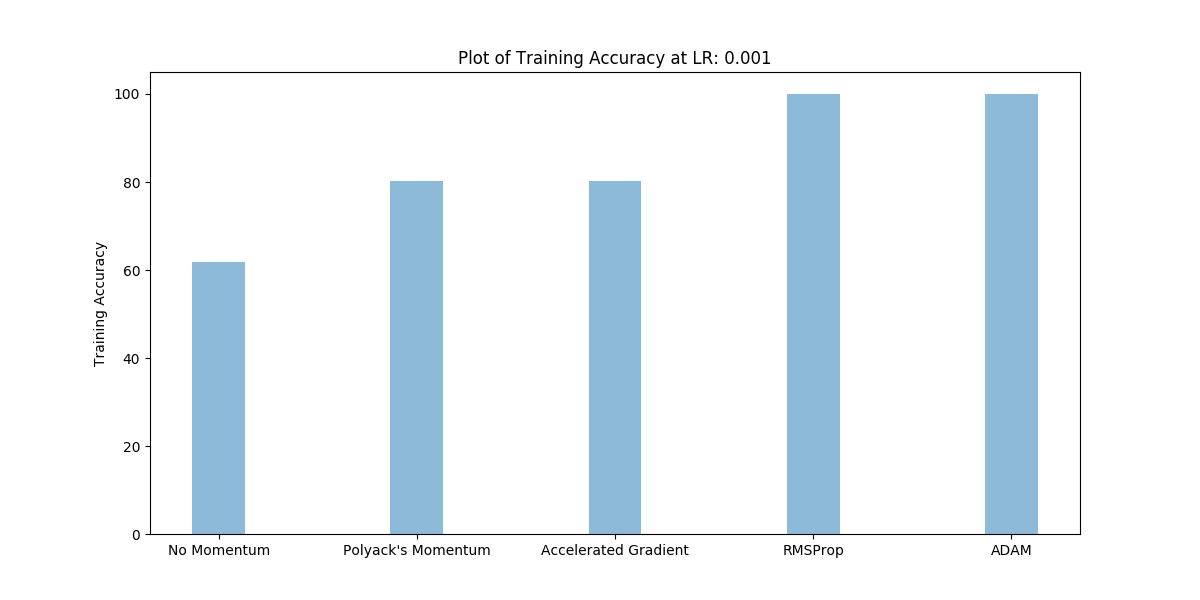 Plot of Training Accuracy at LR: 0.001
Training Accuracy
100
80
60
40
20
0
No Momentum
Polyack's Momentum
Accelerated Gradient
RMSProp
ADAM